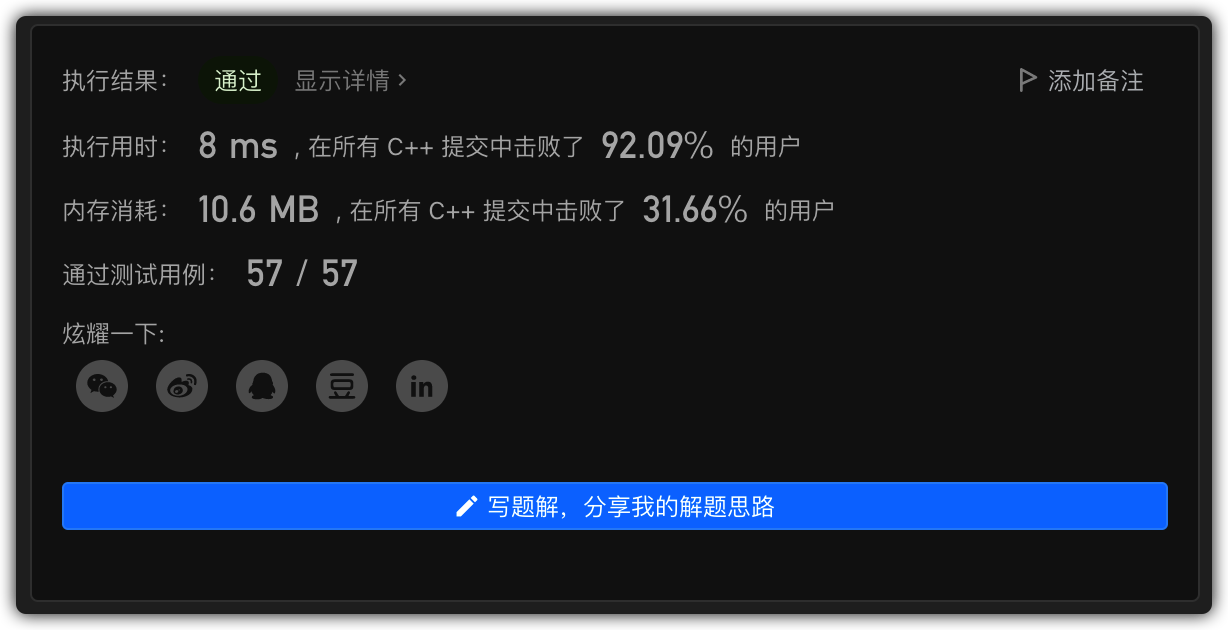 执行结果： 通过 显示详情 > 添加备注
执行用时： 8 ms , 在所有 C++ 提交中击败了 92.09% 的用户
内存消耗： 10.6 MB , 在所有 C++ 提交中击败了 31.66% 的用户
通过测试用例： 57 / 57
炫耀一下:
豆 in
写题解，分享我的解题思路